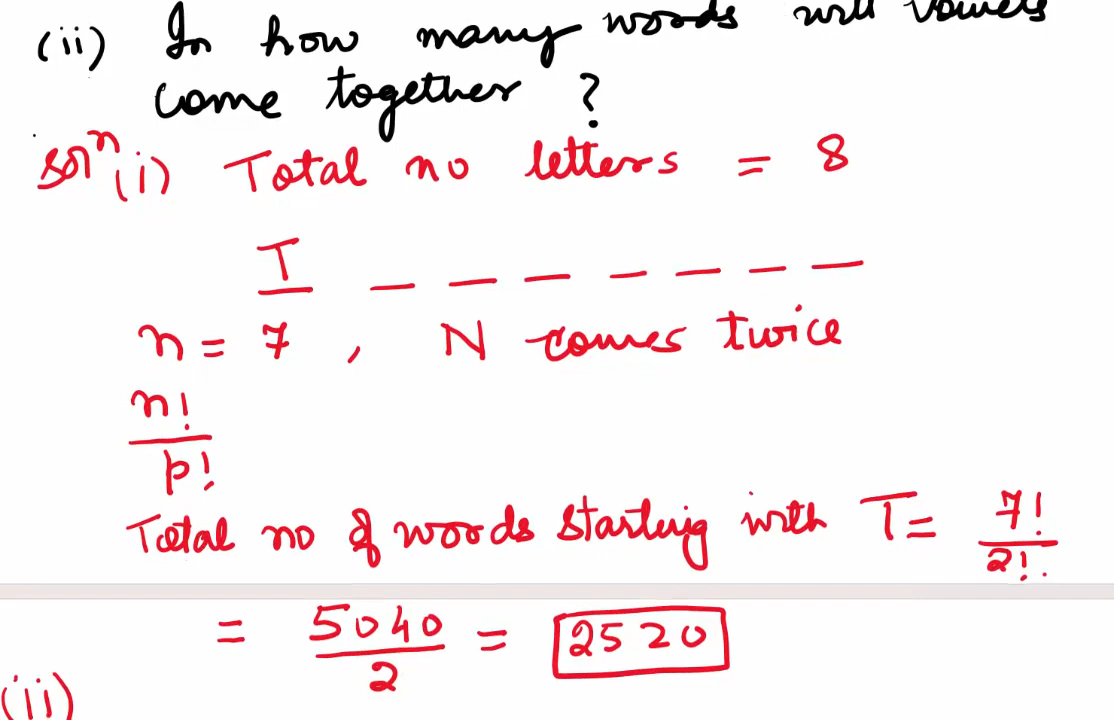 (ii) In how many words will vowels
come together ?
Solⁿ (i) Total no letters = 8
T _ _ _ _ _ _ _
n = 7 , N comes twice
n!
p!
Total no of words starting with T = 7!/2!
= 5040/2 = 2520
(ii)